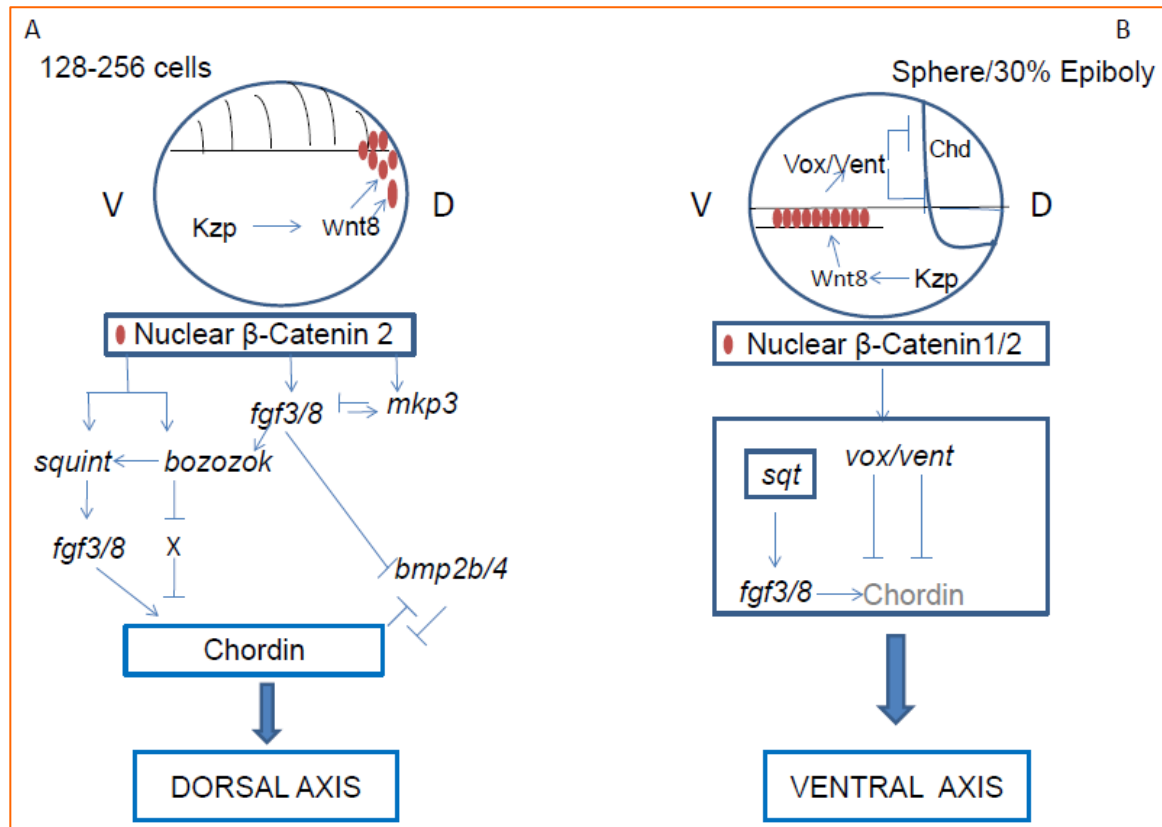 A
128-256 cells
V
D
Kzp
Wnt8
Nuclear β-Catenin 2
fgf3/8
mkp3
squint
bozozok
fgf3/8
X
bmp2b/4
Chordin
DORSAL AXIS
B
Sphere/30% Epiboly
Vox/Vent
Chd
V
D
Wnt8
Kzp
Nuclear β-Catenin1/2
sqt
vox/vent
fgf3/8
Chordin
VENTRAL AXIS